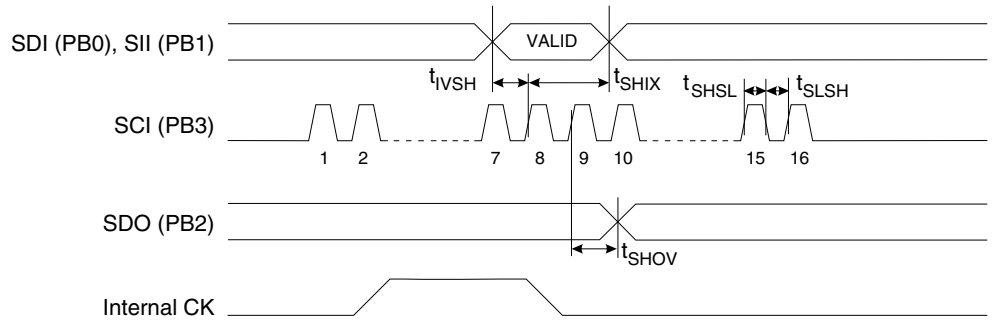 SDI (PB0), SII (PB1)
VALID
tIVSH
tSHIX
tSHSL
tSLSH
SCI (PB3)
1 2 7 8 9 10 15 16
SDO (PB2)
tSHOV
Internal CK